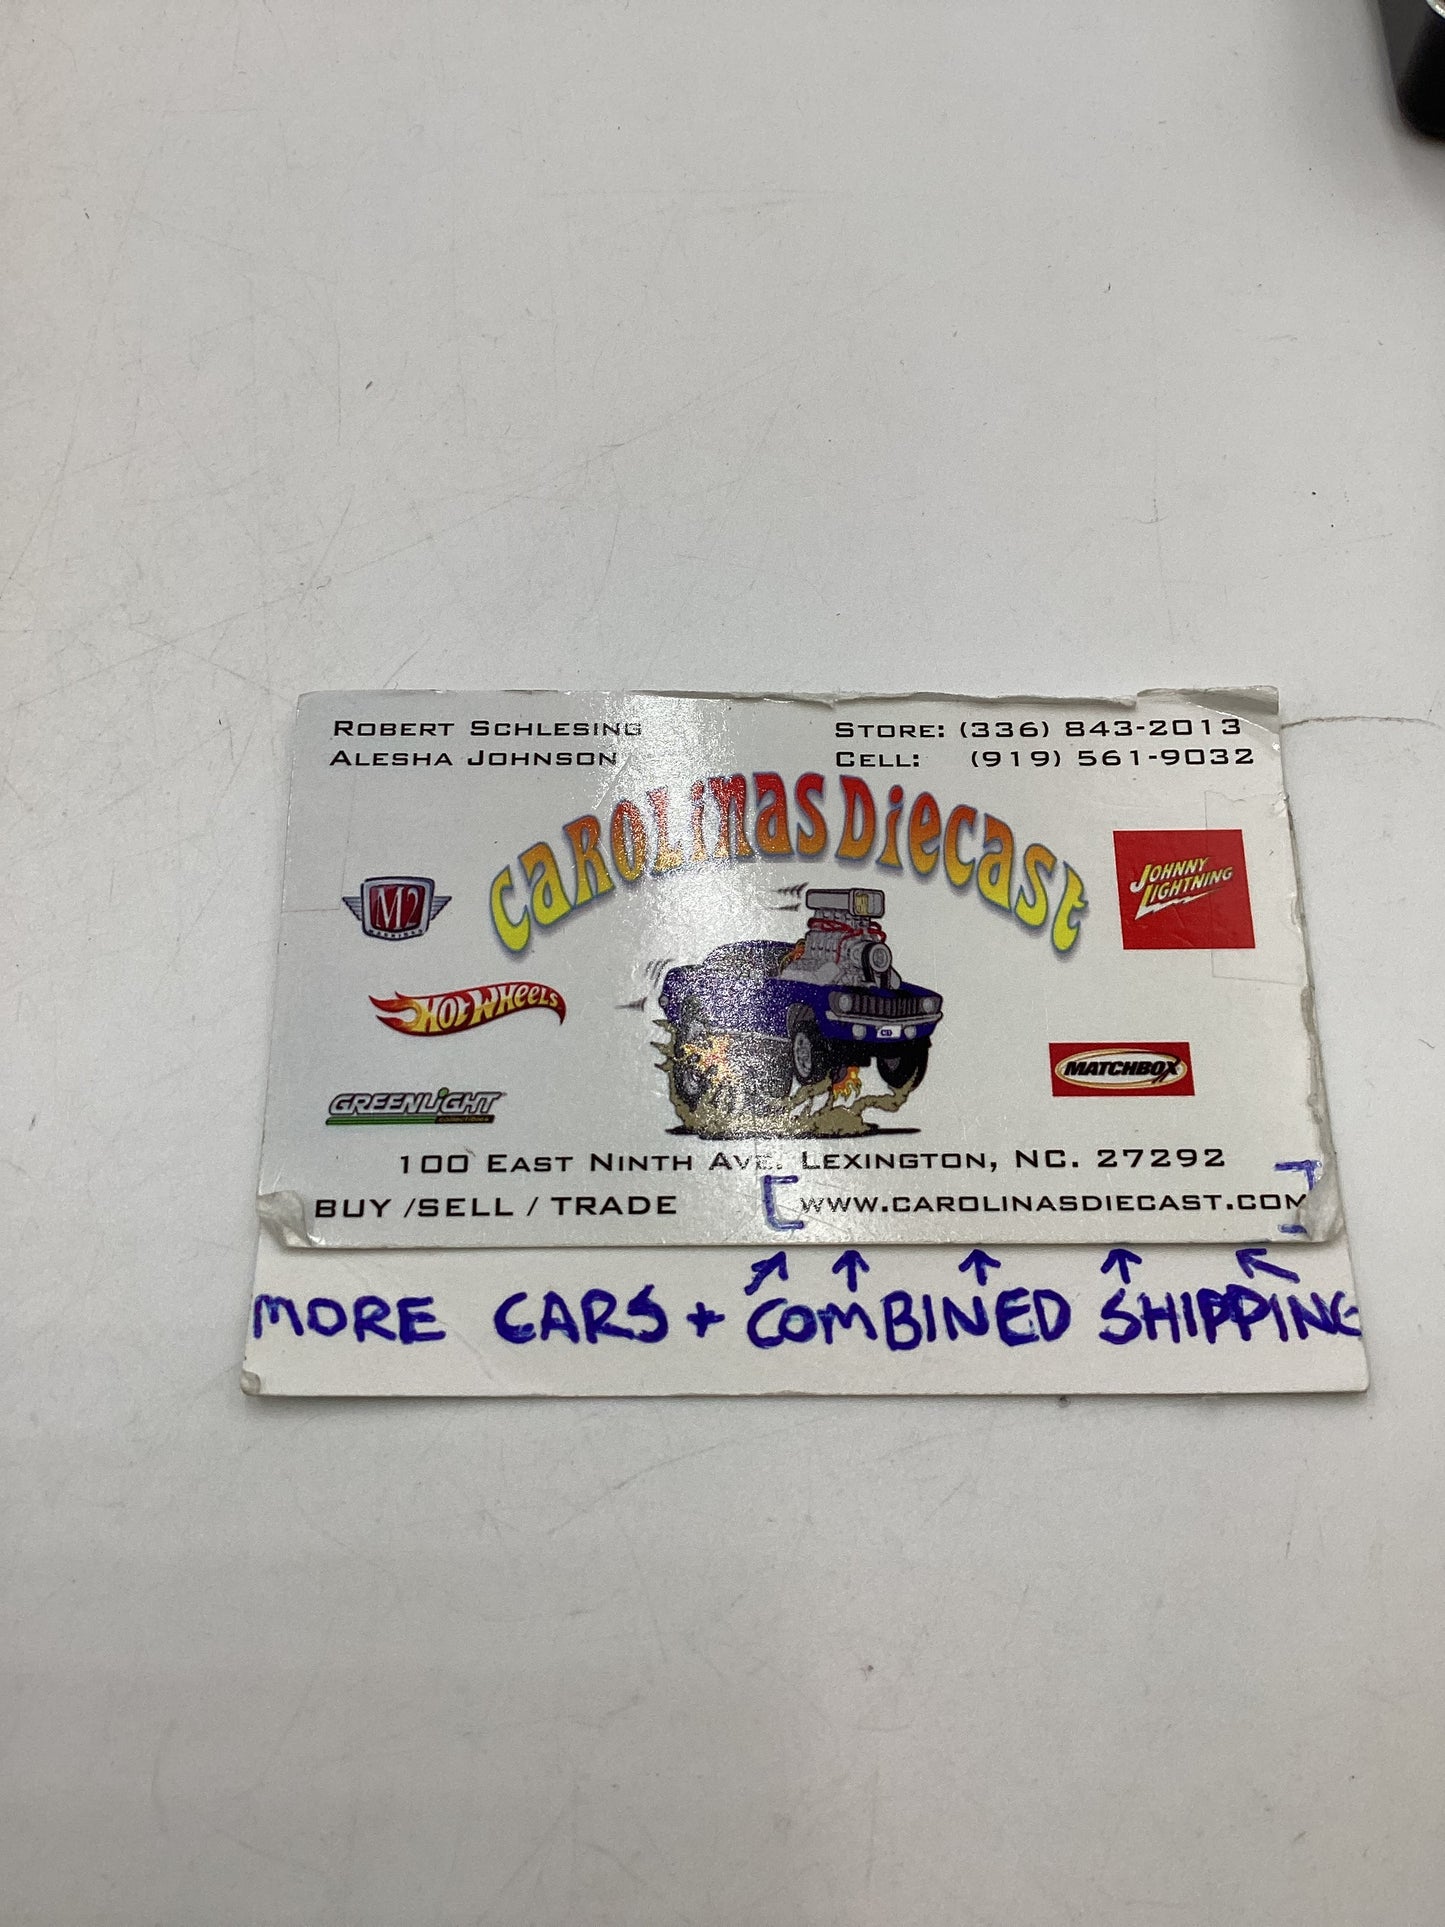 ROBERT SCHLESING
ALESHA JOHNSON
STORE: (336) 843-2013
CELL: (919) 561-9032
CAROLINAS DIECAST
M2
JOHNNY LIGHTNING
HOT WHEELS
GREENLIGHT
MATCHBOX
CD
100 EAST NINTH AVE. LEXINGTON, NC. 27292
BUY /SELL / TRADE [WWW.CAROLINASDIECAST.COM]
MORE CARS + COMBINED SHIPPING